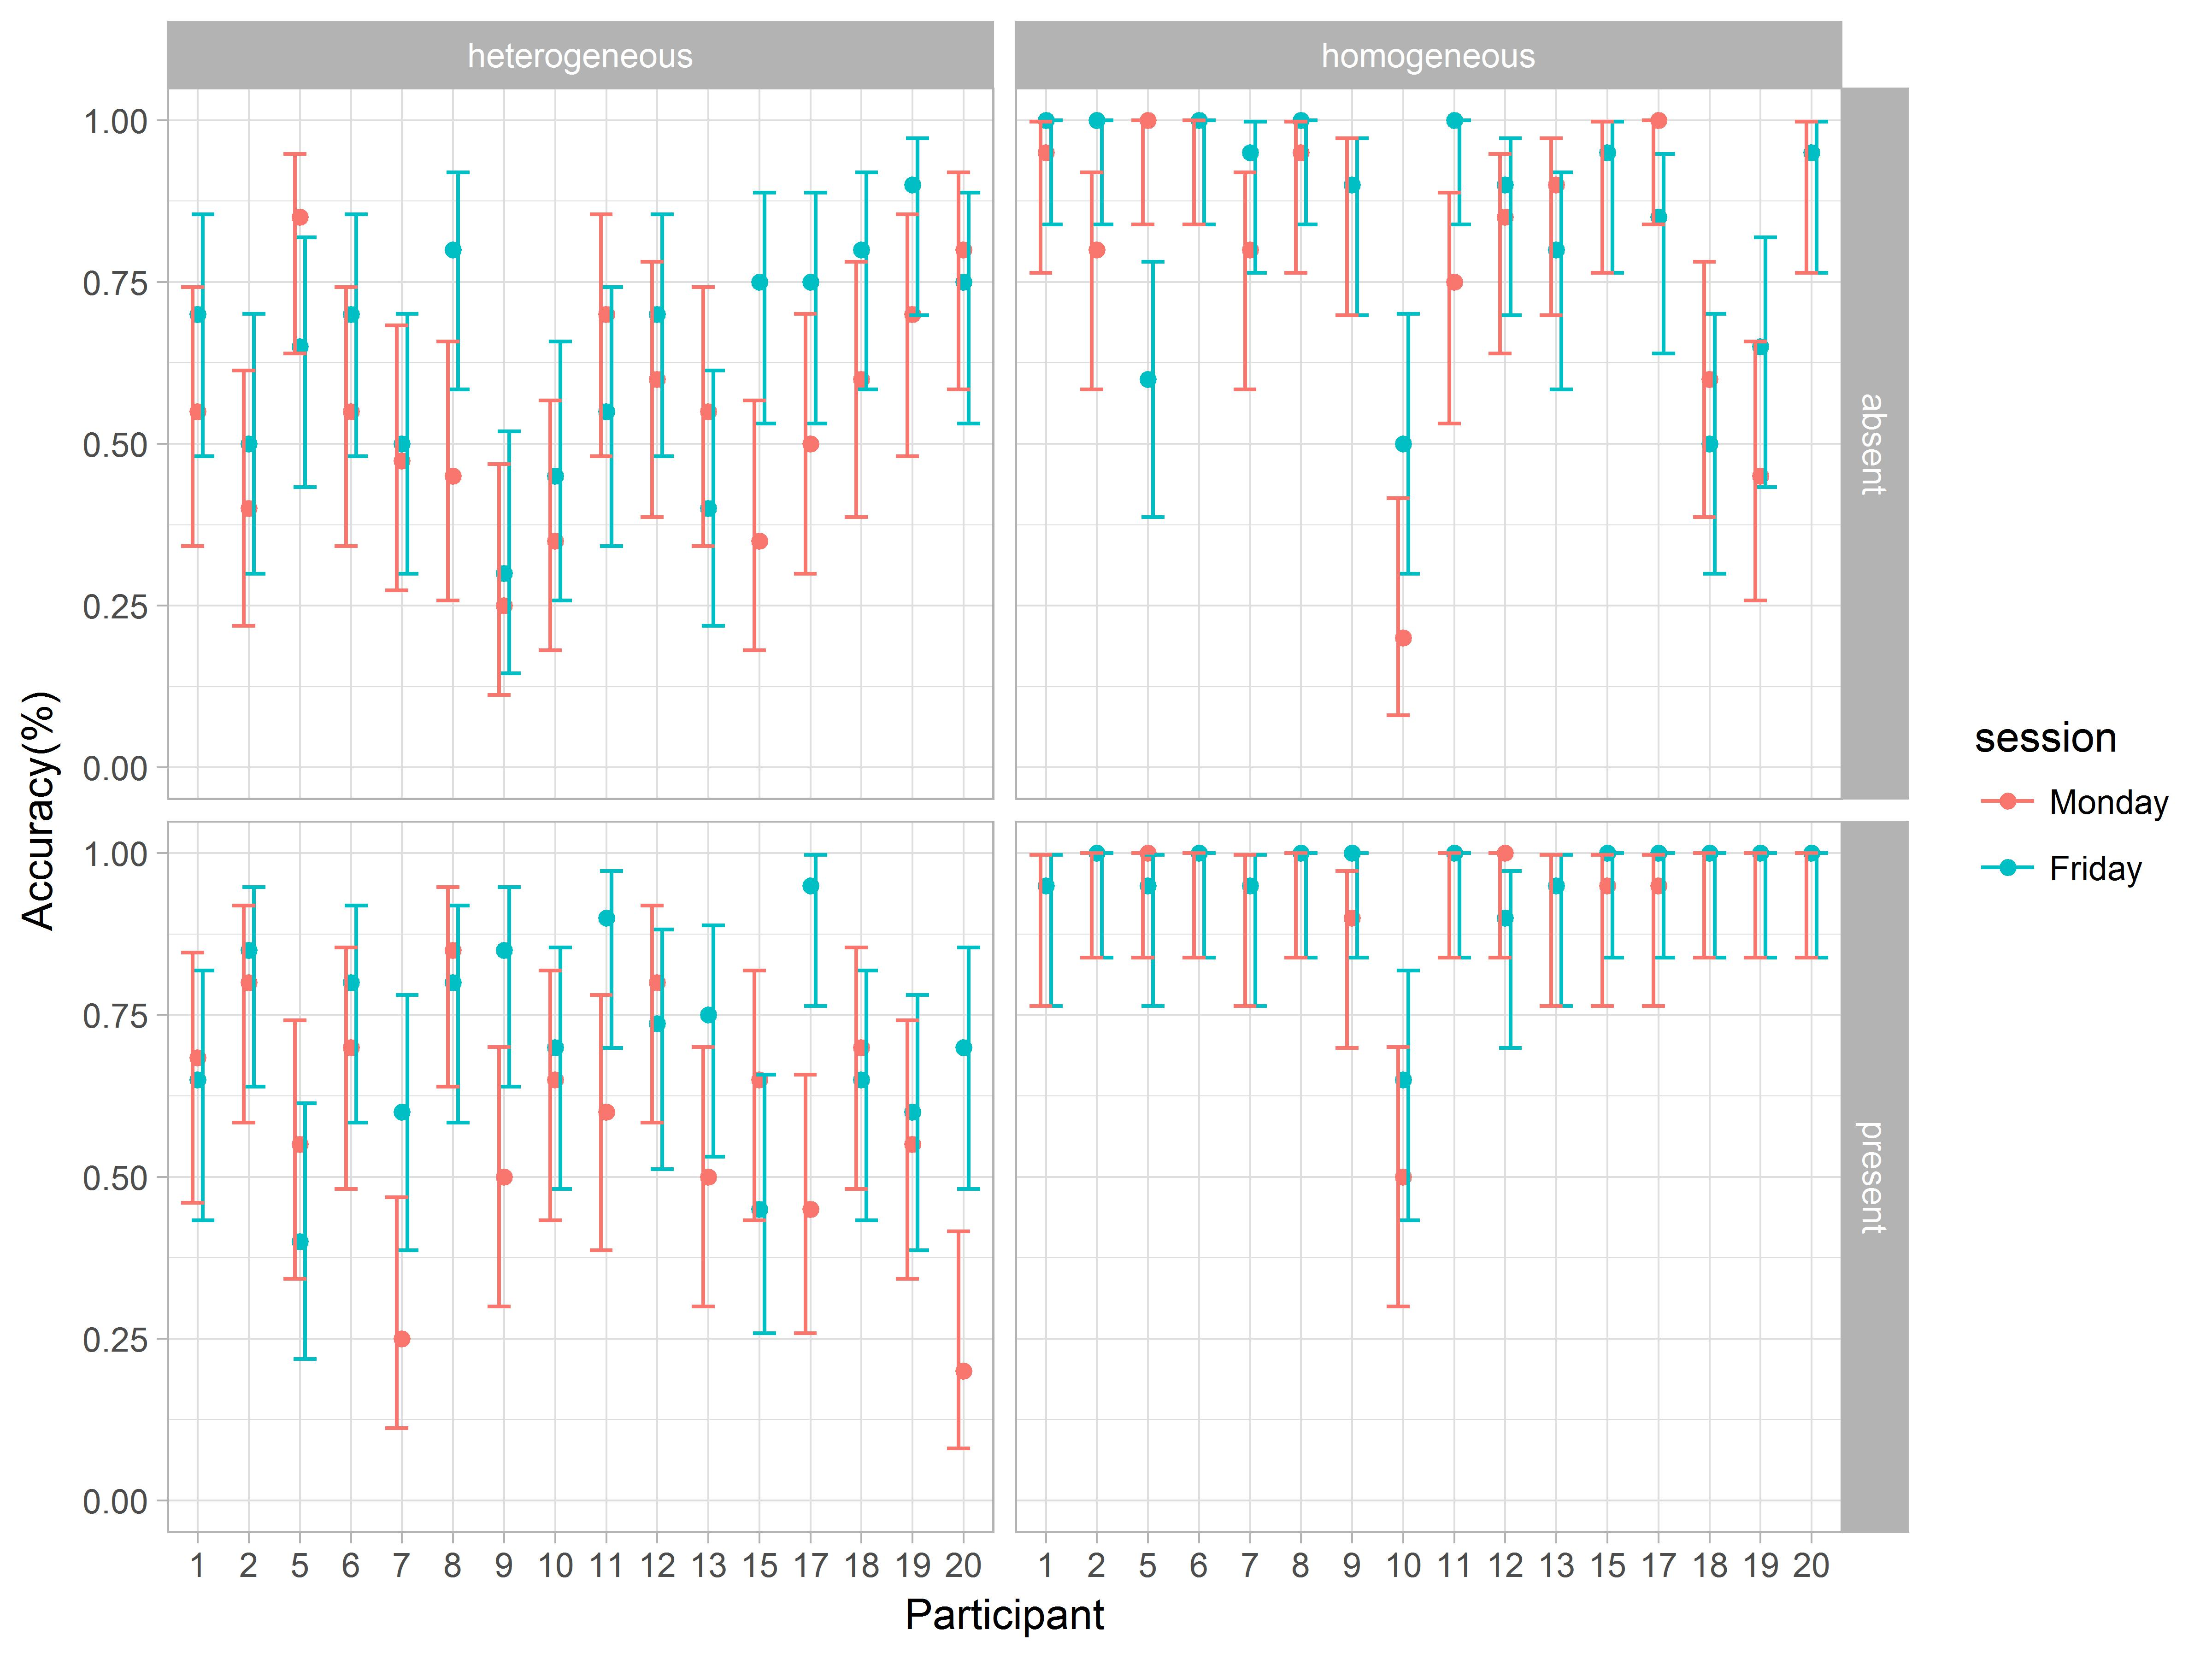 heterogeneous
homogeneous
1.00
0.75
0.50
0.25
0.00
absent
1.00
0.75
0.50
0.25
0.00
present
Accuracy(%)
1 2 5 6 7 8 9 10 11 12 13 15 17 18 19 20
1 2 5 6 7 8 9 10 11 12 13 15 17 18 19 20
Participant
session
Monday
Friday